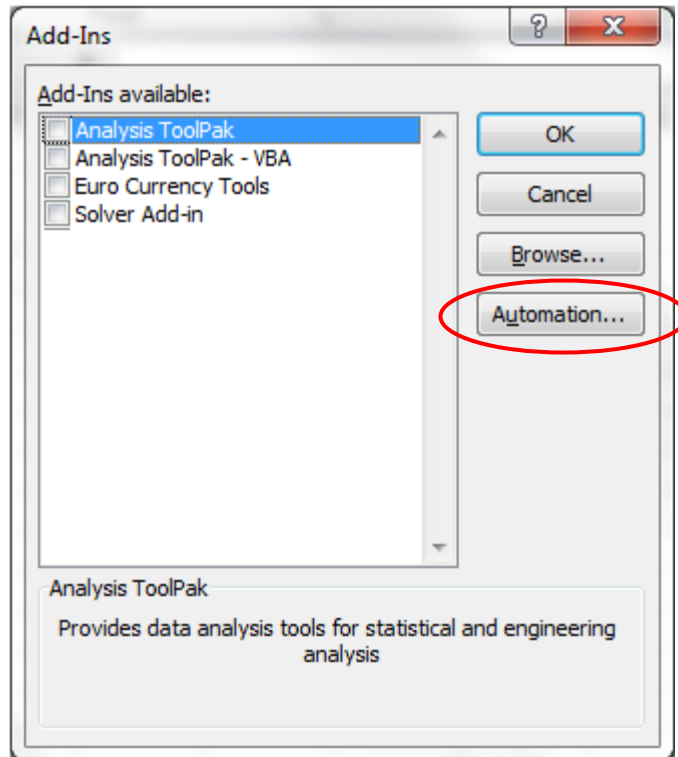 Add-Ins
Add-Ins available:
Analysis ToolPak
Analysis ToolPak - VBA
Euro Currency Tools
Solver Add-in
OK
Cancel
Browse...
Automation...
Analysis ToolPak
Provides data analysis tools for statistical and engineering
analysis